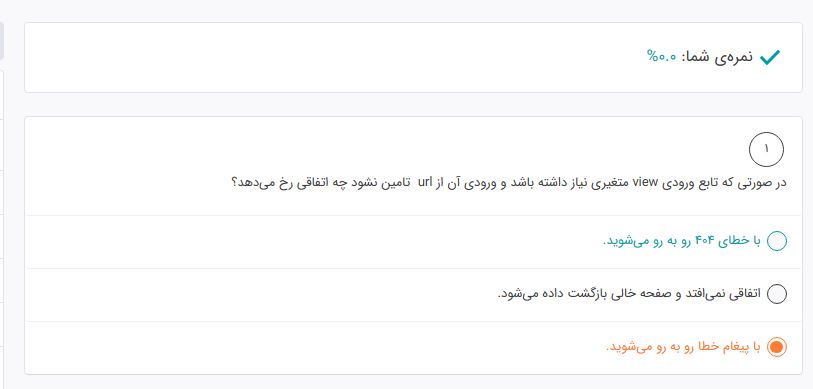 نمره‌ی شما: ۰.۰%
۱
در صورتی که تابع ورودی view متغیری نیاز داشته باشد و ورودی آن از url تامین نشود چه اتفاقی رخ می‌دهد؟
با خطای ۴۰۴ رو به رو می‌شوید.
اتفاقی نمی‌افتد و صفحه خالی بازگشت داده می‌شود.
با پیغام خطا رو به رو می‌شوید.